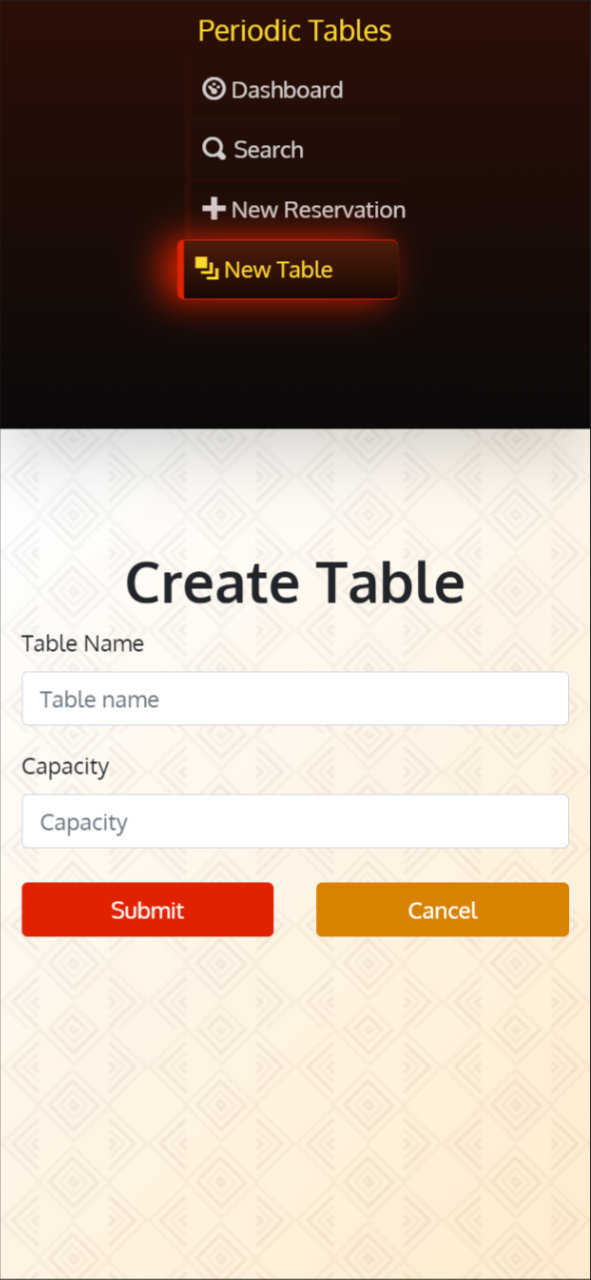 Periodic Tables
Dashboard
Search
New Reservation
New Table
Create Table
Table Name
Table name
Capacity
Capacity
Submit Cancel